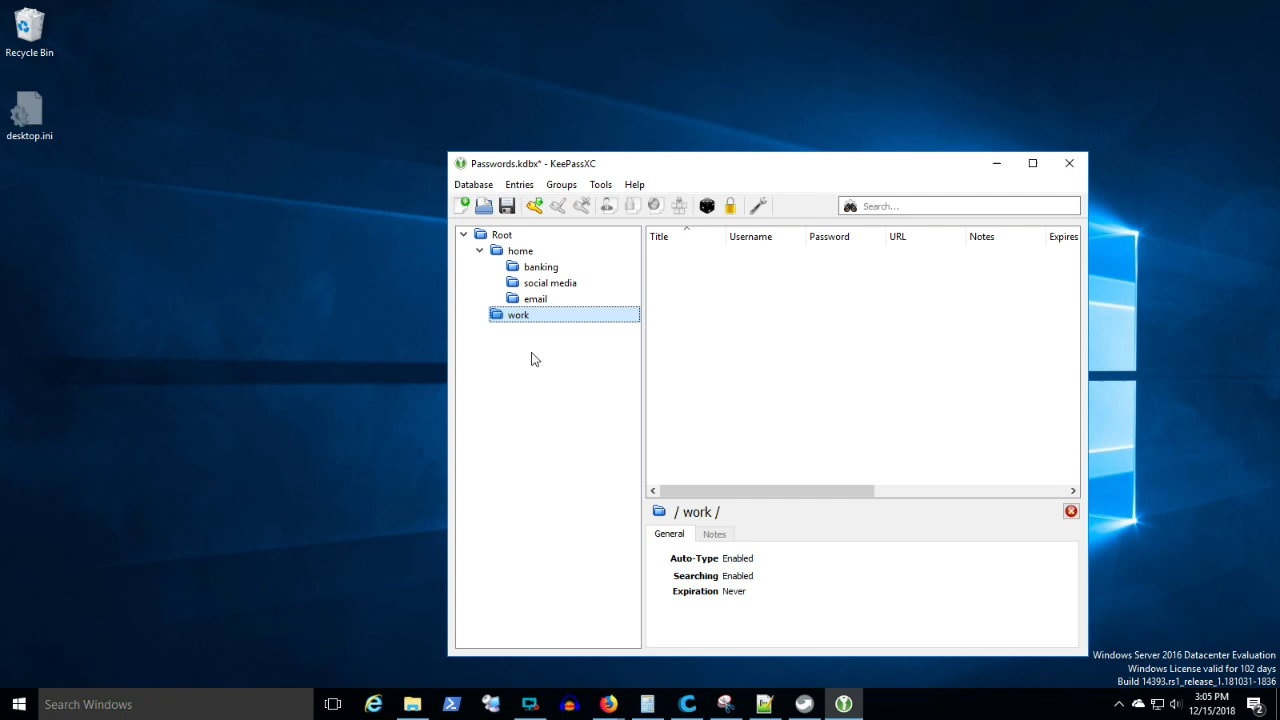 Recycle Bin
desktop.ini
Passwords.kdbx* - KeePassXC
Database Entries Groups Tools Help
Search...
Root
home
banking
social media
email
work
Title Username Password URL Notes Expires
/ work /
General Notes
Auto-Type Enabled
Searching Enabled
Expiration Never
Windows Server 2016 Datacenter Evaluation
Windows License valid for 102 days
Build 14393.rs1_release_1.181031-1836
Search Windows
3:05 PM
12/15/2018
2